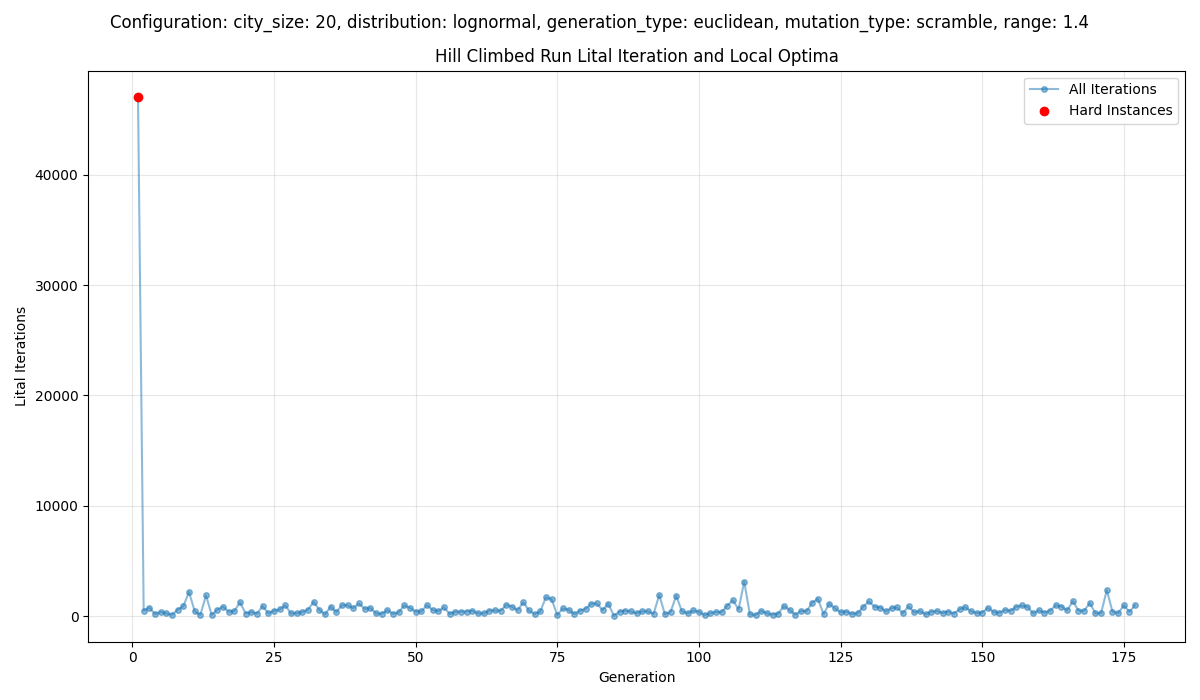 Configuration: city_size: 20, distribution: lognormal, generation_type: euclidean, mutation_type: scramble, range: 1.4
Hill Climbed Run Lital Iteration and Local Optima
All Iterations
Hard Instances
40000
30000
20000
10000
0
Lital Iterations
0 25 50 75 100 125 150 175
Generation